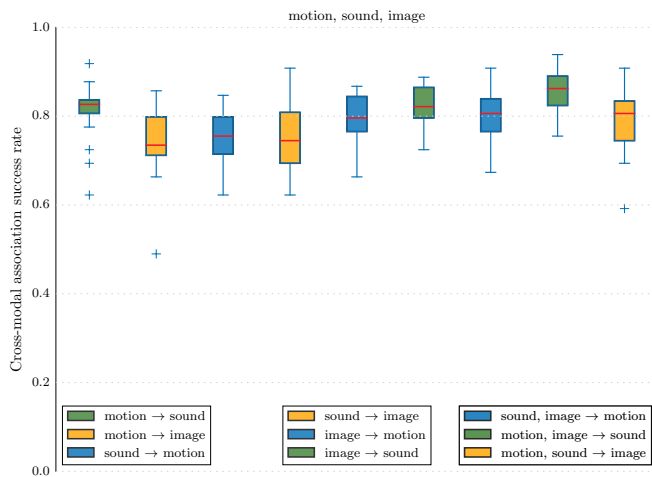 motion, sound, image
Cross-modal association success rate
1.0
0.8
0.6
0.4
0.2
0.0
motion → sound
motion → image
sound → motion
sound → image
image → motion
image → sound
sound, image → motion
motion, image → sound
motion, sound → image